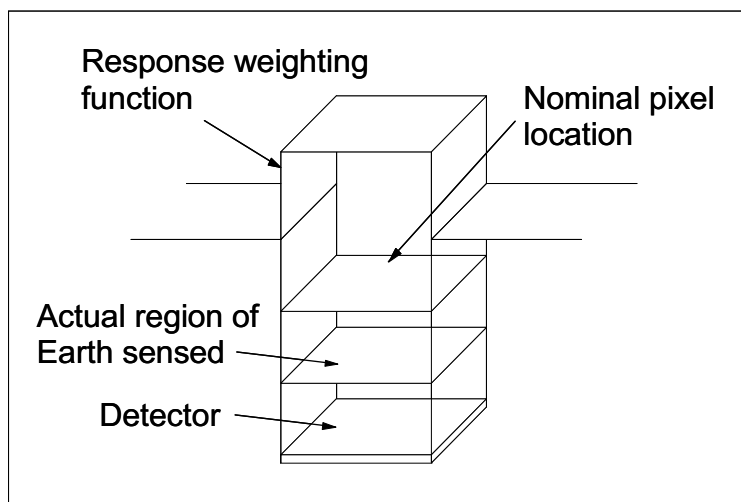 Response weighting
function
Nominal pixel
location
Actual region of
Earth sensed
Detector